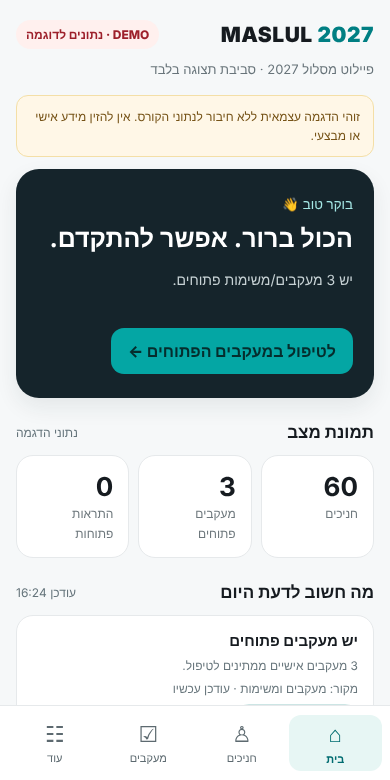 MASLUL 2027
DEMO · נתונים לדוגמה
פיילוט מסלול 2027 · סביבת תצוגה בלבד
זוהי הדגמה עצמאית ללא חיבור לנתוני הקורס. אין להזין מידע אישי
או מבצעי.
בוקר טוב 👋
הכול ברור. אפשר להתקדם.
יש 3 מעקבים/משימות פתוחים.
לטיפול במעקבים הפתוחים ←
תמונת מצב
נתוני הדגמה
60
חניכים
3
מעקבים
פתוחים
0
התראות
פתוחות
מה חשוב לדעת היום
עודכן 16:24
יש מעקבים פתוחים
3 מעקבים אישיים ממתינים לטיפול.
מקור: מעקבים ומשימות · עודכן עכשיו
בית
חניכים
מעקבים
עוד